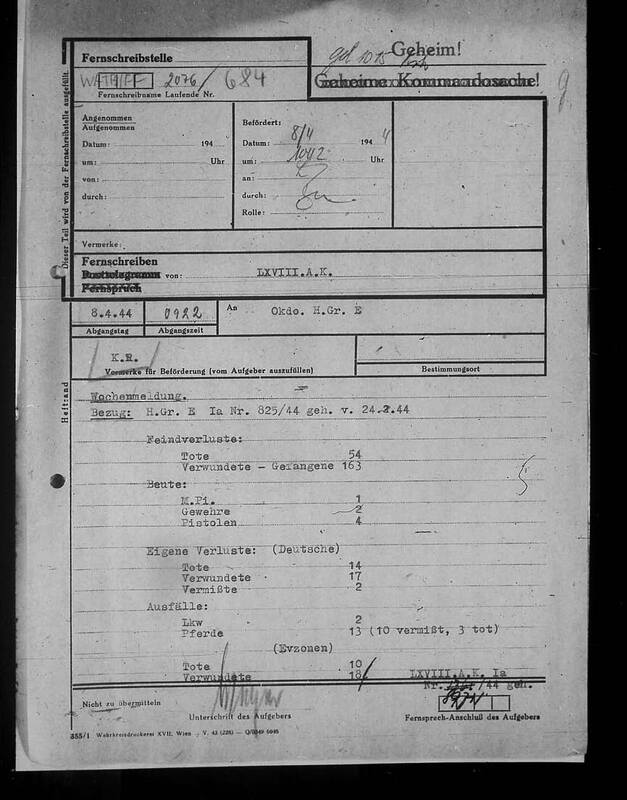 Geheim!
Fernschreibstelle
Geheime Kommandosache!
2076/ 684
Fernschreibname Laufende Nr.
Dieser Teil wird von der Fernschreibstelle ausgefüllt.
Angenommen
Aufgenommen
Datum: 194
um: Uhr
von:
durch:
Befördert:
Datum: 8/4 194 4
um: 1042 Uhr
an:
durch:
Rolle:
Vermerke:
Fernschreiben
Posttelegramm von: LXVIII.A.K.
Fernspruch
8.4.44 0922 An Okdo. H.Gr. E
Abgangstag Abgangszeit
K.R.
Vermerke für Beförderung (vom Aufgeber auszufüllen) Bestimmungsort
Heftrand
Wochenmeldung.
Bezug: H.Gr. E Ia Nr. 825/44 geh. v. 24.2.44
Feindverluste:
Tote 54
Verwundete - Gefangene 163
Beute:
M.Pi. 1
Gewehre 2
Pistolen 4
Eigene Verluste: (Deutsche)
Tote 14
Verwundete 17
Vermißte 2
Ausfälle:
Lkw 2
Pferde 13 (10 vermißt, 3 tot)
(Evzonen)
Tote 10
Verwundete 18
LXVIII.A.K. Ia
Nr. /44 geh.
Nicht zu übermitteln
Unterschrift des Aufgebers
Fernsprech-Anschluß des Aufgebers
355/1 Wehrkreisdruckerei XVII, Wien V. 43 (226)